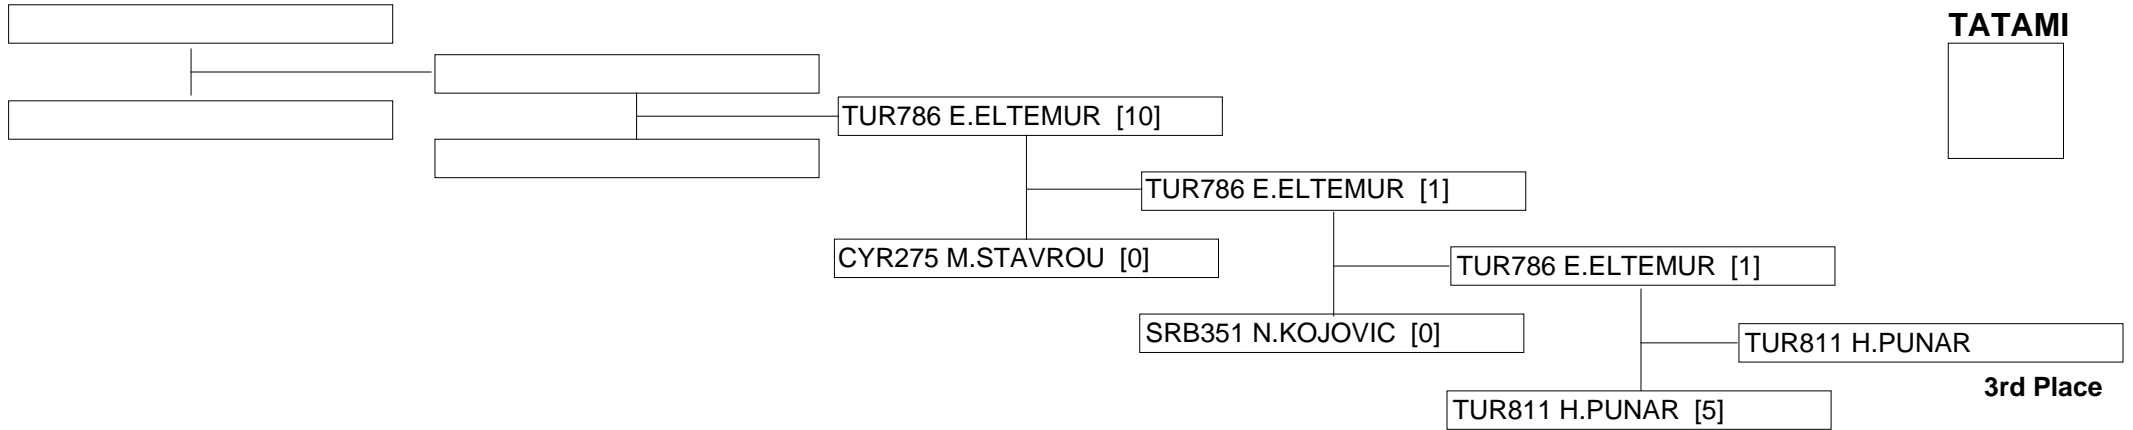 TATAMI
TUR786 E.ELTEMUR [10]
TUR786 E.ELTEMUR [1]
CYR275 M.STAVROU [0]
TUR786 E.ELTEMUR [1]
SRB351 N.KOJOVIC [0]
TUR811 H.PUNAR
3rd Place
TUR811 H.PUNAR [5]